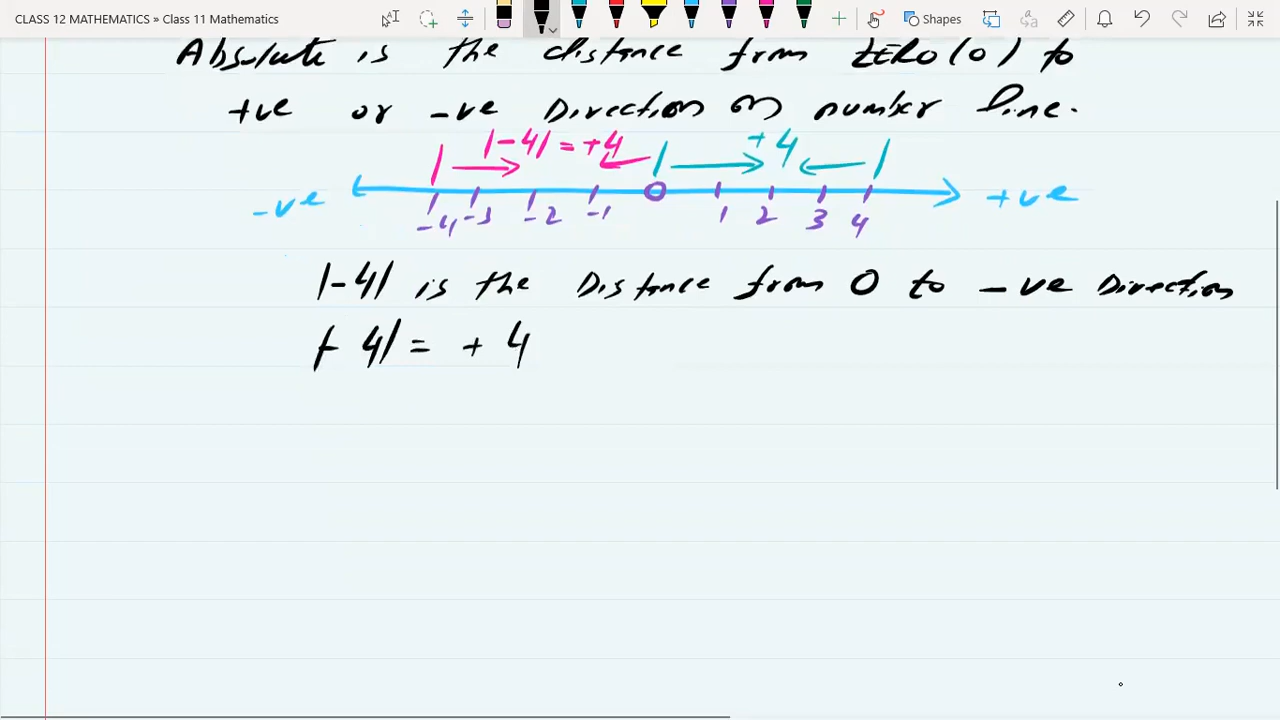 CLASS 12 MATHEMATICS » Class 11 Mathematics
Shapes
Absolute is the distance from ZERO (0) to
+ve or -ve Direction on number line.
|-4| = +4 +4
-ve +ve
-4 -3 -2 -1 0 1 2 3 4
|-4| is the Distance from 0 to -ve Direction
|-4| = +4